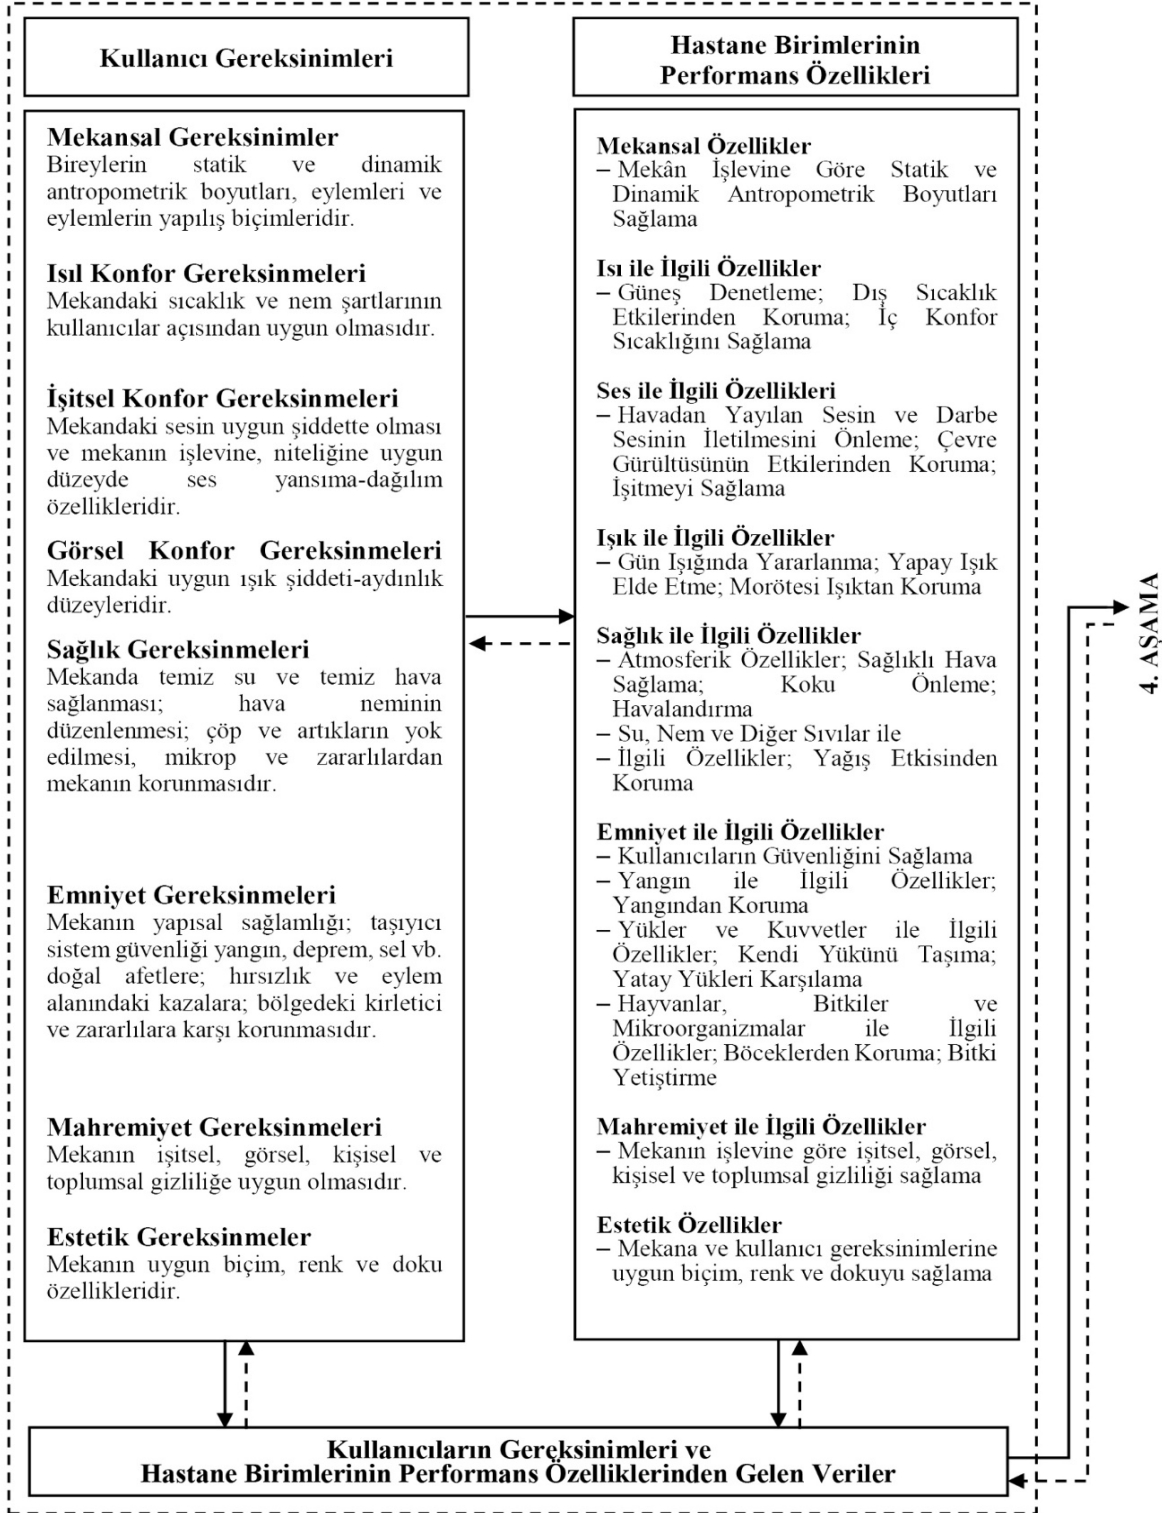 Kullanıcı Gereksinimleri
Mekansal Gereksinimler
Bireylerin statik ve dinamik
antropometrik boyutları, eylemleri ve
eylemlerin yapılış biçimleridir.
Isıl Konfor Gereksinmeleri
Mekandaki sıcaklık ve nem şartlarının
kullanıcılar açısından uygun olmasıdır.
İşitsel Konfor Gereksinmeleri
Mekandaki sesin uygun şiddette olması
ve mekanın işlevine, niteliğine uygun
düzeyde ses yansıma-dağılım
özellikleridir.
Görsel Konfor Gereksinmeleri
Mekandaki uygun ışık şiddeti-aydınlık
düzeyleridir.
Sağlık Gereksinmeleri
Mekanda temiz su ve temiz hava
sağlanması; hava neminin
düzenlenmesi; çöp ve artıkların yok
edilmesi, mikrop ve zararlılardan
mekanın korunmasıdır.
Emniyet Gereksinmeleri
Mekanın yapısal sağlamlığı; taşıyıcı
sistem güvenliği yangın, deprem, sel vb.
doğal afetlere; hırsızlık ve eylem
alanındaki kazalara; bölgedeki kirletici
ve zararlılara karşı korunmasıdır.
Mahremiyet Gereksinmeleri
Mekanın işitsel, görsel, kişisel ve
toplumsal gizliliğe uygun olmasıdır.
Estetik Gereksinmeler
Mekanın uygun biçim, renk ve doku
özellikleridir.
Hastane Birimlerinin
Performans Özellikleri
Mekansal Özellikler
– Mekân İşlevine Göre Statik ve
Dinamik Antropometrik Boyutları
Sağlama
Isı ile İlgili Özellikler
– Güneş Denetleme; Dış Sıcaklık
Etkilerinden Koruma; İç Konfor
Sıcaklığını Sağlama
Ses ile İlgili Özellikleri
– Havadan Yayılan Sesin ve Darbe
Sesinin İletilmesini Önleme; Çevre
Gürültüsünün Etkilerinden Koruma;
İşitmeyi Sağlama
Işık ile İlgili Özellikler
– Gün Işığında Yararlanma; Yapay Işık
Elde Etme; Morötesi Işıktan Koruma
Sağlık ile İlgili Özellikler
– Atmosferik Özellikler; Sağlıklı Hava
Sağlama; Koku Önleme;
Havalandırma
– Su, Nem ve Diğer Sıvılar ile
– İlgili Özellikler; Yağış Etkisinden
Koruma
Emniyet ile İlgili Özellikler
– Kullanıcıların Güvenliğini Sağlama
– Yangın ile İlgili Özellikler;
Yangından Koruma
– Yükler ve Kuvvetler ile İlgili
Özellikler; Kendi Yükünü Taşıma;
Yatay Yükleri Karşılama
– Hayvanlar, Bitkiler ve
Mikroorganizmalar ile İlgili
Özellikler; Böceklerden Koruma; Bitki
Yetiştirme
Mahremiyet ile İlgili Özellikler
– Mekanın işlevine göre işitsel, görsel,
kişisel ve toplumsal gizliliği sağlama
Estetik Özellikler
– Mekana ve kullanıcı gereksinimlerine
uygun biçim, renk ve dokuyu sağlama
Kullanıcıların Gereksinimleri ve
Hastane Birimlerinin Performans Özelliklerinden Gelen Veriler
4. AŞAMA